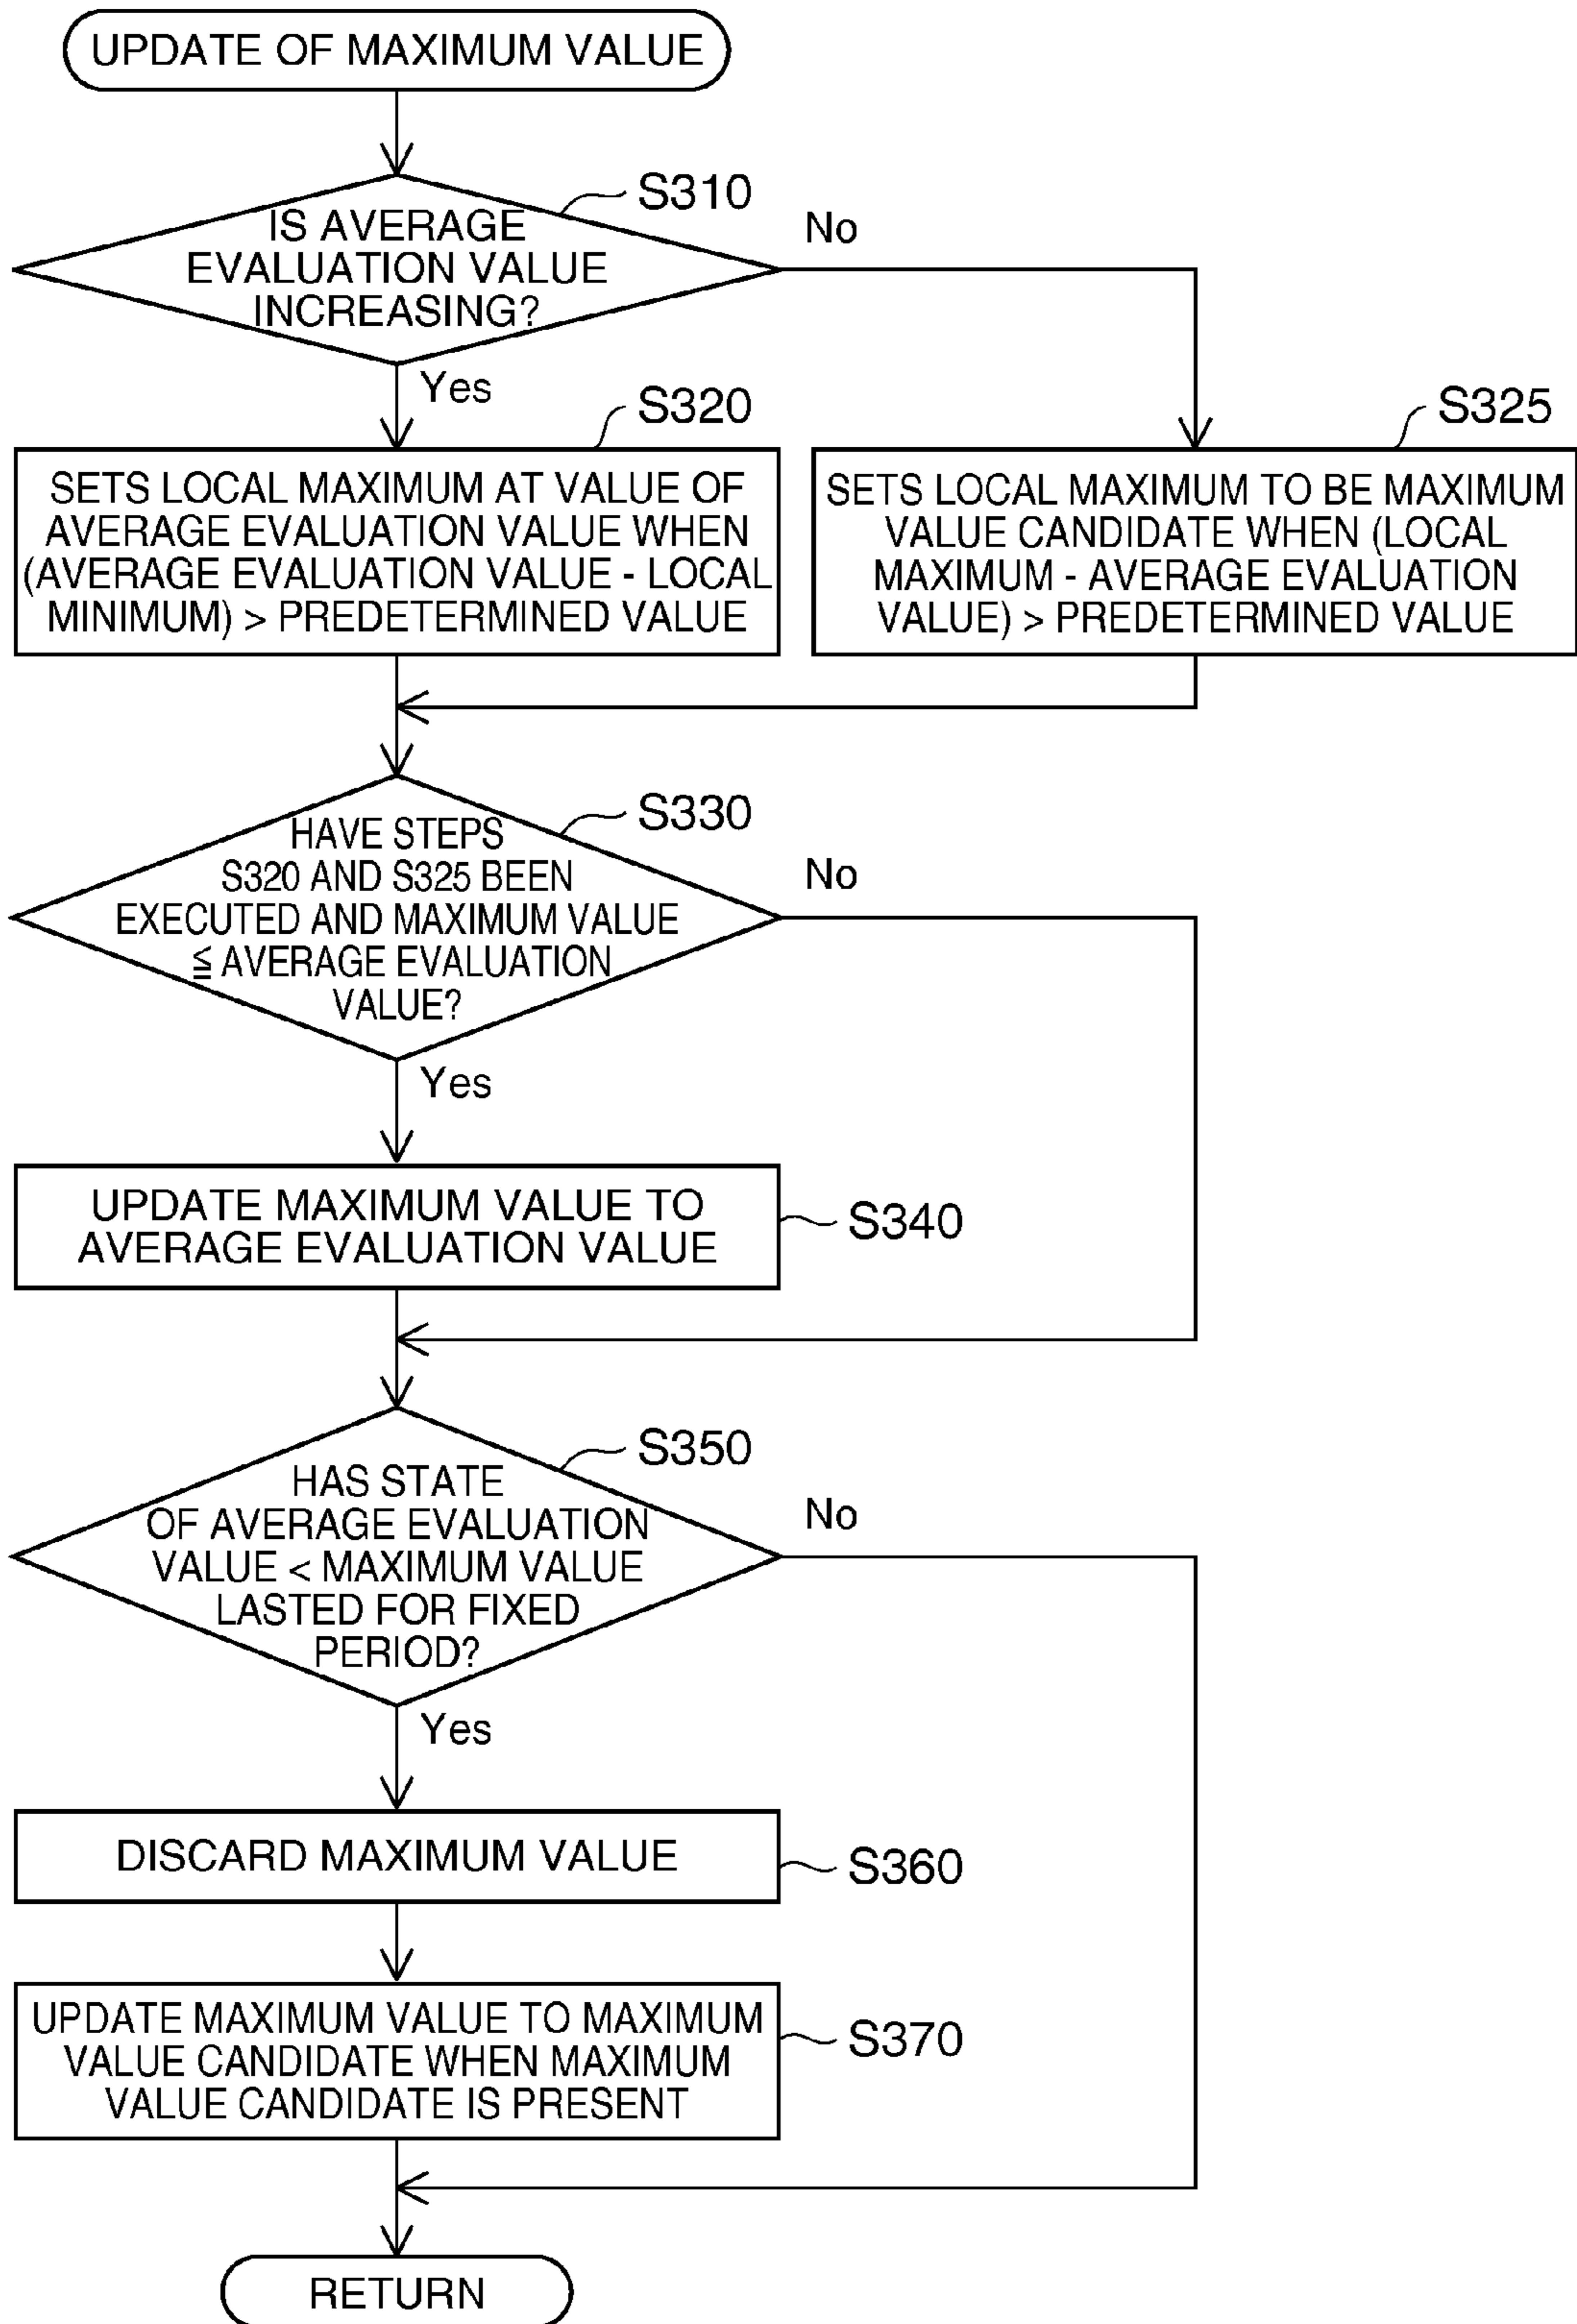 UPDATE OF MAXIMUM VALUE
S310
IS AVERAGE
EVALUATION VALUE
INCREASING?
No
Yes
S320
SETS LOCAL MAXIMUM AT VALUE OF
AVERAGE EVALUATION VALUE WHEN
(AVERAGE EVALUATION VALUE - LOCAL
MINIMUM) > PREDETERMINED VALUE
S325
SETS LOCAL MAXIMUM TO BE MAXIMUM
VALUE CANDIDATE WHEN (LOCAL
MAXIMUM - AVERAGE EVALUATION
VALUE) > PREDETERMINED VALUE
S330
HAVE STEPS
S320 AND S325 BEEN
EXECUTED AND MAXIMUM VALUE
≦ AVERAGE EVALUATION
VALUE?
No
Yes
UPDATE MAXIMUM VALUE TO
AVERAGE EVALUATION VALUE
S340
S350
HAS STATE
OF AVERAGE EVALUATION
VALUE < MAXIMUM VALUE
LASTED FOR FIXED
PERIOD?
No
Yes
DISCARD MAXIMUM VALUE
S360
UPDATE MAXIMUM VALUE TO MAXIMUM
VALUE CANDIDATE WHEN MAXIMUM
VALUE CANDIDATE IS PRESENT
S370
RETURN